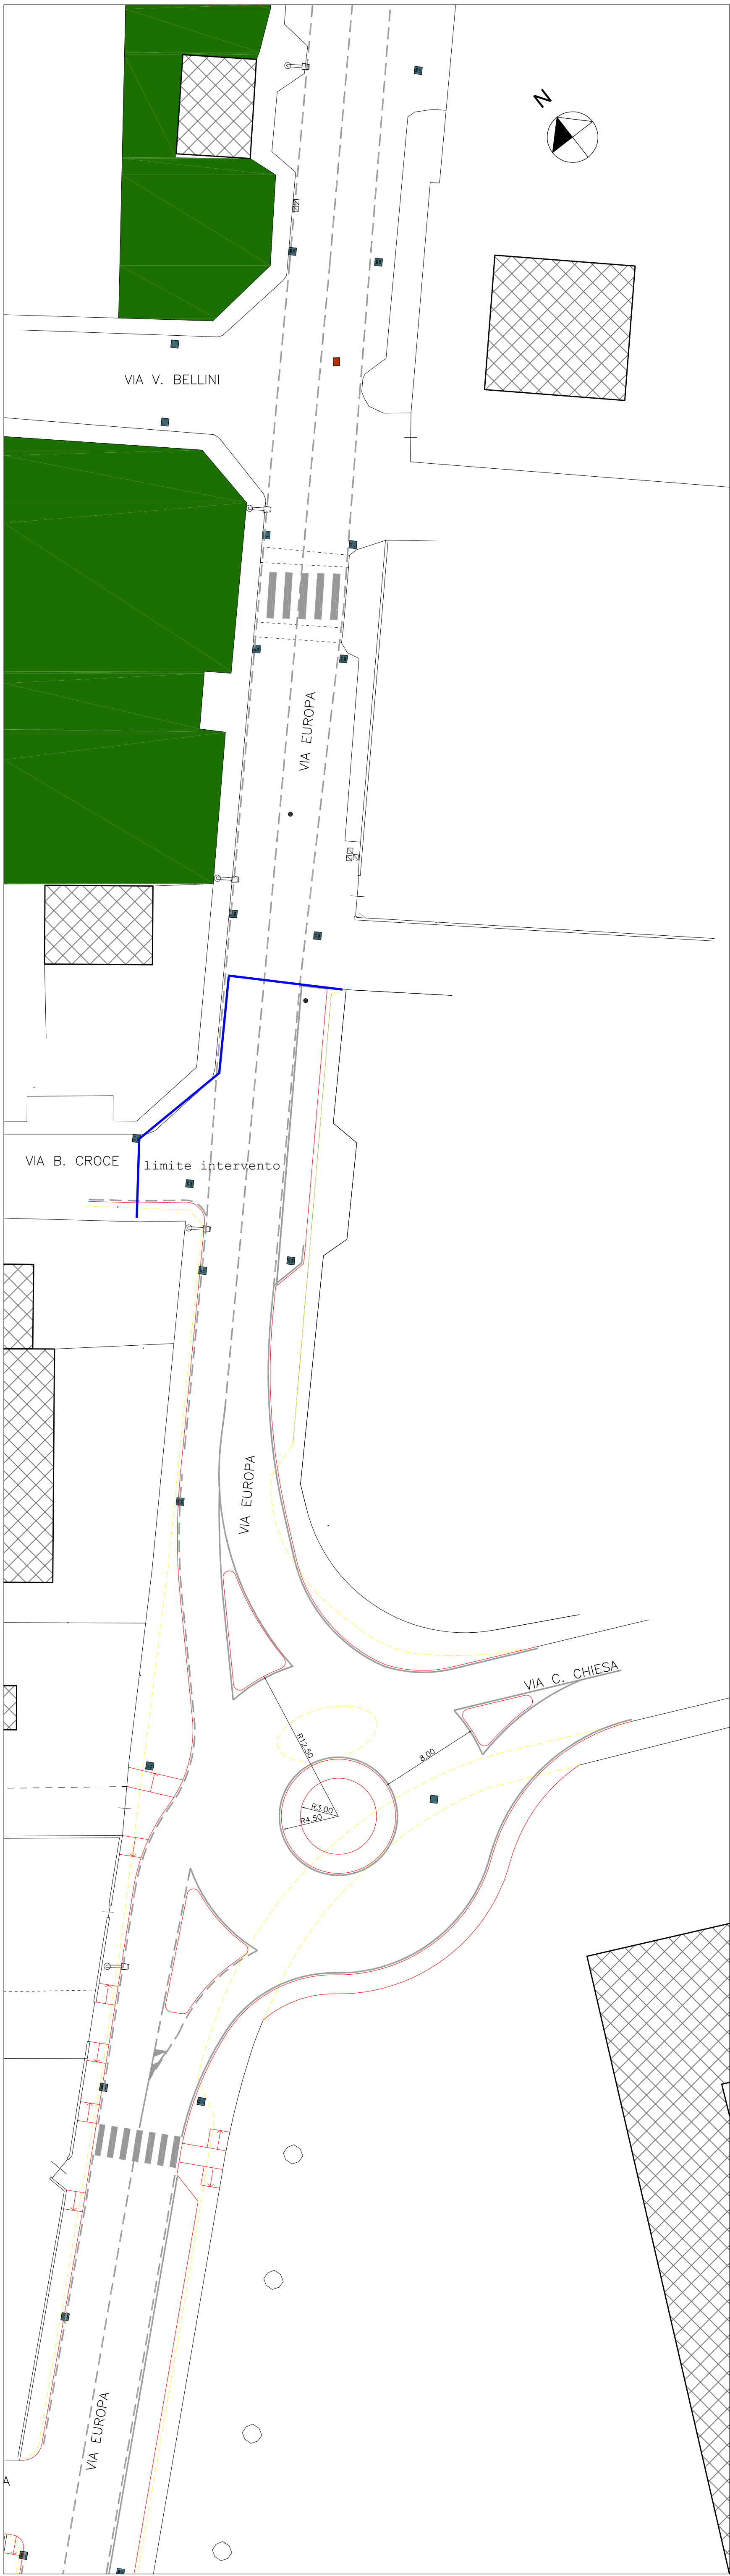 N
VIA V. BELLINI
VIA EUROPA
VIA B. CROCE
limite intervento
VIA EUROPA
VIA C. CHIESA
R12.50
8.00
R3.00
R4.50
VIA EUROPA
A